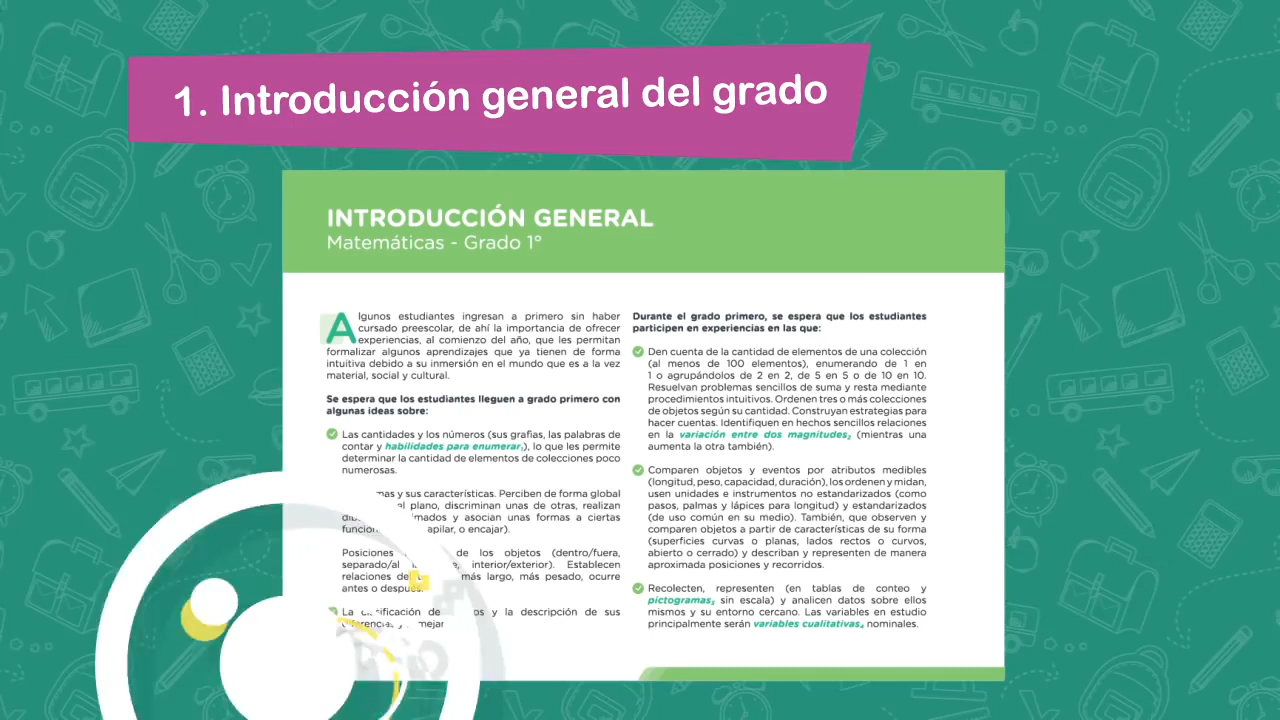 1. Introducción general del grado
INTRODUCCIÓN GENERAL
Matemáticas - Grado 1°
Algunos estudiantes ingresan a primero sin haber
cursado preescolar, de ahí la importancia de ofrecer
experiencias, al comienzo del año, que les permitan
formalizar algunos aprendizajes que ya tienen de forma
intuitiva debido a su inmersión en el mundo que es a la vez
material, social y cultural.
Se espera que los estudiantes lleguen a grado primero con
algunas ideas sobre:
Las cantidades y los números (sus grafías, las palabras de
contar y habilidades para enumerar₁), lo que les permite
determinar la cantidad de elementos de colecciones poco
numerosas.
y sus características. Perciben de forma global
el plano, discriminan unas de otras, realizan
y asocian unas formas a ciertas
apilar, o encajar).
Posiciones de los objetos (dentro/fuera,
interior/exterior). Establecen
relaciones más largo, más pesado, ocurre
antes o
La y la descripción de sus
Durante el grado primero, se espera que los estudiantes
participen en experiencias en las que:
Den cuenta de la cantidad de elementos de una colección
(al menos de 100 elementos), enumerando de 1 en
1 o agrupándolos de 2 en 2, de 5 en 5 o de 10 en 10.
Resuelvan problemas sencillos de suma y resta mediante
procedimientos intuitivos. Ordenen tres o más colecciones
de objetos según su cantidad. Construyan estrategias para
hacer cuentas. Identifiquen en hechos sencillos relaciones
en la variación entre dos magnitudes₂ (mientras una
aumenta la otra también).
Comparen objetos y eventos por atributos medibles
(longitud, peso, capacidad, duración), los ordenen y midan,
usen unidades e instrumentos no estandarizados (como
pasos, palmas y lápices para longitud) y estandarizados
(de uso común en su medio). También, que observen y
comparen objetos a partir de características de su forma
(superficies curvas o planas, lados rectos o curvos,
abierto o cerrado) y describan y representen de manera
aproximada posiciones y recorridos.
Recolecten, representen (en tablas de conteo y
pictogramas₃ sin escala) y analicen datos sobre ellos
mismos y su entorno cercano. Las variables en estudio
principalmente serán variables cualitativas₄ nominales.